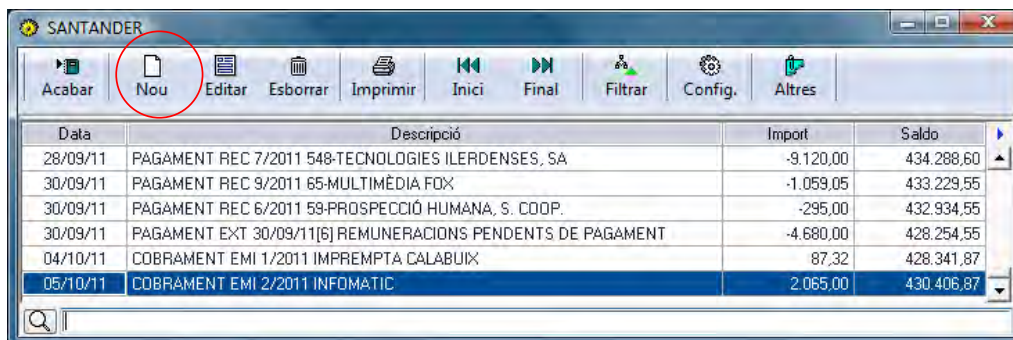 SANTANDER
Acabar Nou Editar Esborrar Imprimir Inici Final Filtrar Config. Altres
Data Descripció Import Saldo
28/09/11 PAGAMENT REC 7/2011 548-TECNOLOGIES ILERDENSES, SA -9.120,00 434.288,60
30/09/11 PAGAMENT REC 9/2011 65-MULTIMÈDIA FOX -1.059,05 433.229,55
30/09/11 PAGAMENT REC 6/2011 59-PROSPECCIÓ HUMANA, S. COOP. -295,00 432.934,55
30/09/11 PAGAMENT EXT 30/09/11[6] REMUNERACIONS PENDENTS DE PAGAMENT -4.680,00 428.254,55
04/10/11 COBRAMENT EMI 1/2011 IMPREMPTA CALABUIX 87,32 428.341,87
05/10/11 COBRAMENT EMI 2/2011 INFOMATIC 2.065,00 430.406,87